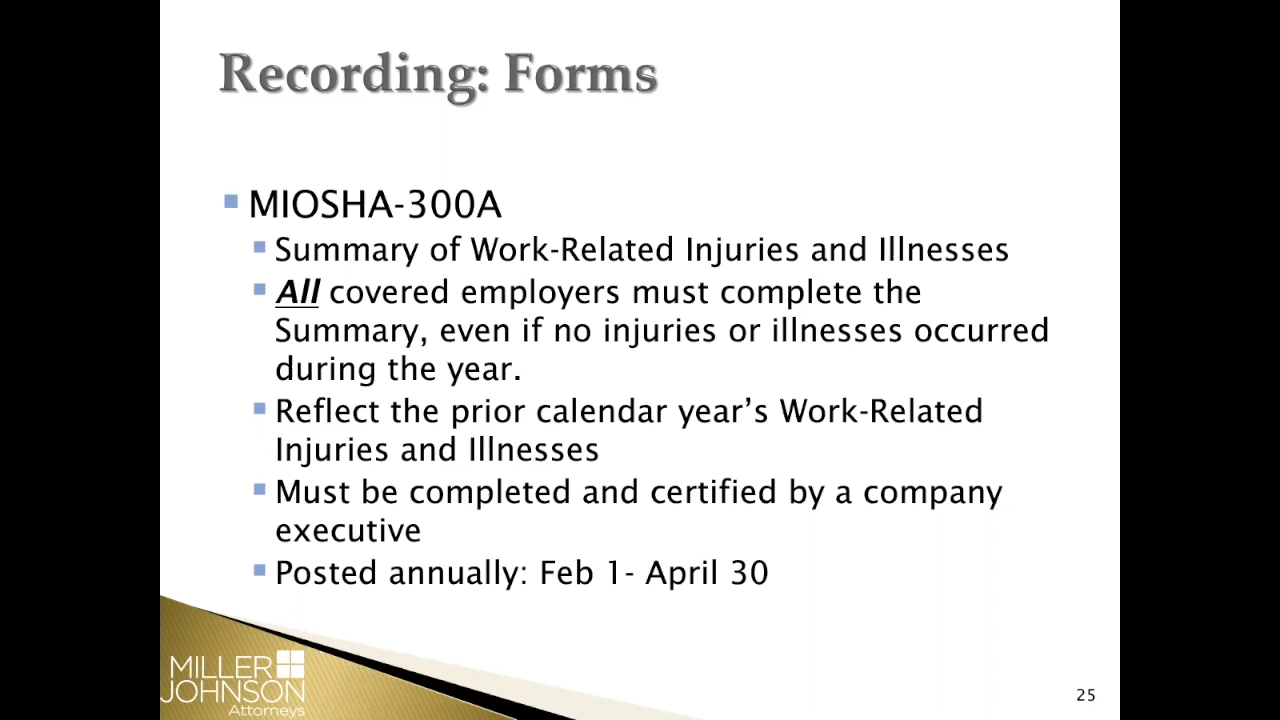 Recording: Forms
MIOSHA-300A
Summary of Work-Related Injuries and Illnesses
All covered employers must complete the
Summary, even if no injuries or illnesses occurred
during the year.
Reflect the prior calendar year’s Work-Related
Injuries and Illnesses
Must be completed and certified by a company
executive
Posted annually: Feb 1- April 30
MILLER
JOHNSON
Attorneys
25